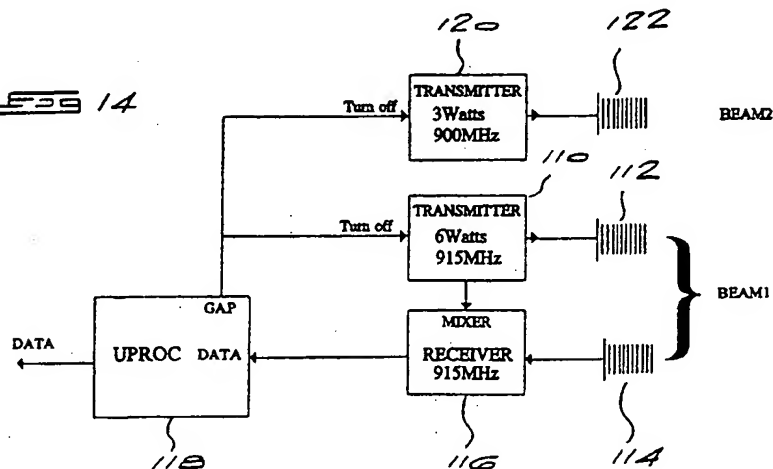 120
122
14
TRANSMITTER
3Watts
900MHz
Turn off
BEAM2
110
112
TRANSMITTER
6Watts
915MHz
Turn off
BEAM1
GAP
MIXER
RECEIVER
915MHz
DATA
UPROC
DATA
118
116
114